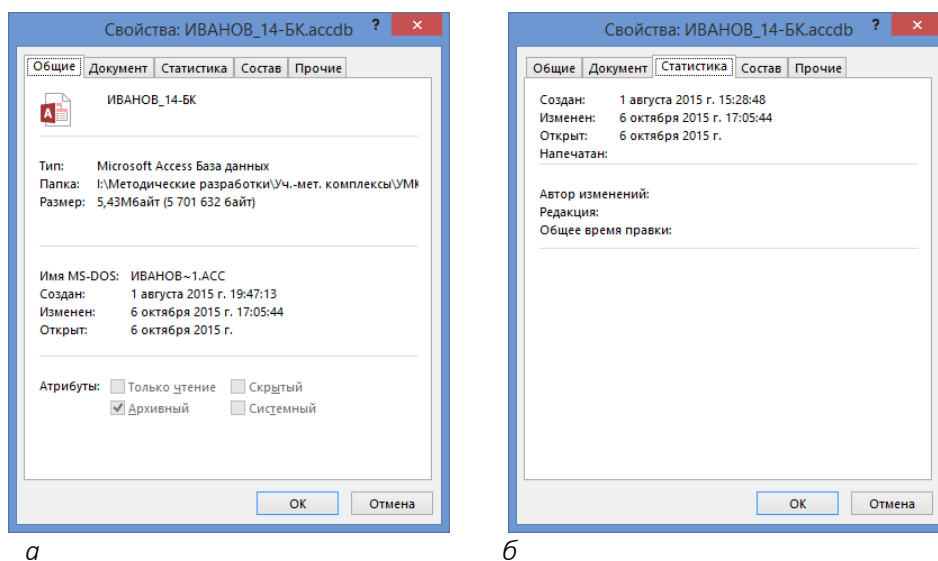 Свойства: ИВАНОВ_14-БК.accdb ? ×
Общие Документ Статистика Состав Прочие
ИВАНОВ_14-БК
Тип: Microsoft Access База данных
Папка: I:\Методические разработки\Уч.-мет. комплексы\УМК
Размер: 5,43Мбайт (5 701 632 байт)
Имя MS-DOS: ИВАНОВ~1.ACC
Создан: 1 августа 2015 г. 19:47:13
Изменен: 6 октября 2015 г. 17:05:44
Открыт: 6 октября 2015 г.
Атрибуты: Только чтение Скрытый
Архивный Системный
ОК Отмена
а
Свойства: ИВАНОВ_14-БК.accdb ? ×
Общие Документ Статистика Состав Прочие
Создан: 1 августа 2015 г. 15:28:48
Изменен: 6 октября 2015 г. 17:05:44
Открыт: 6 октября 2015 г.
Напечатан:
Автор изменений:
Редакция:
Общее время правки:
ОК Отмена
б